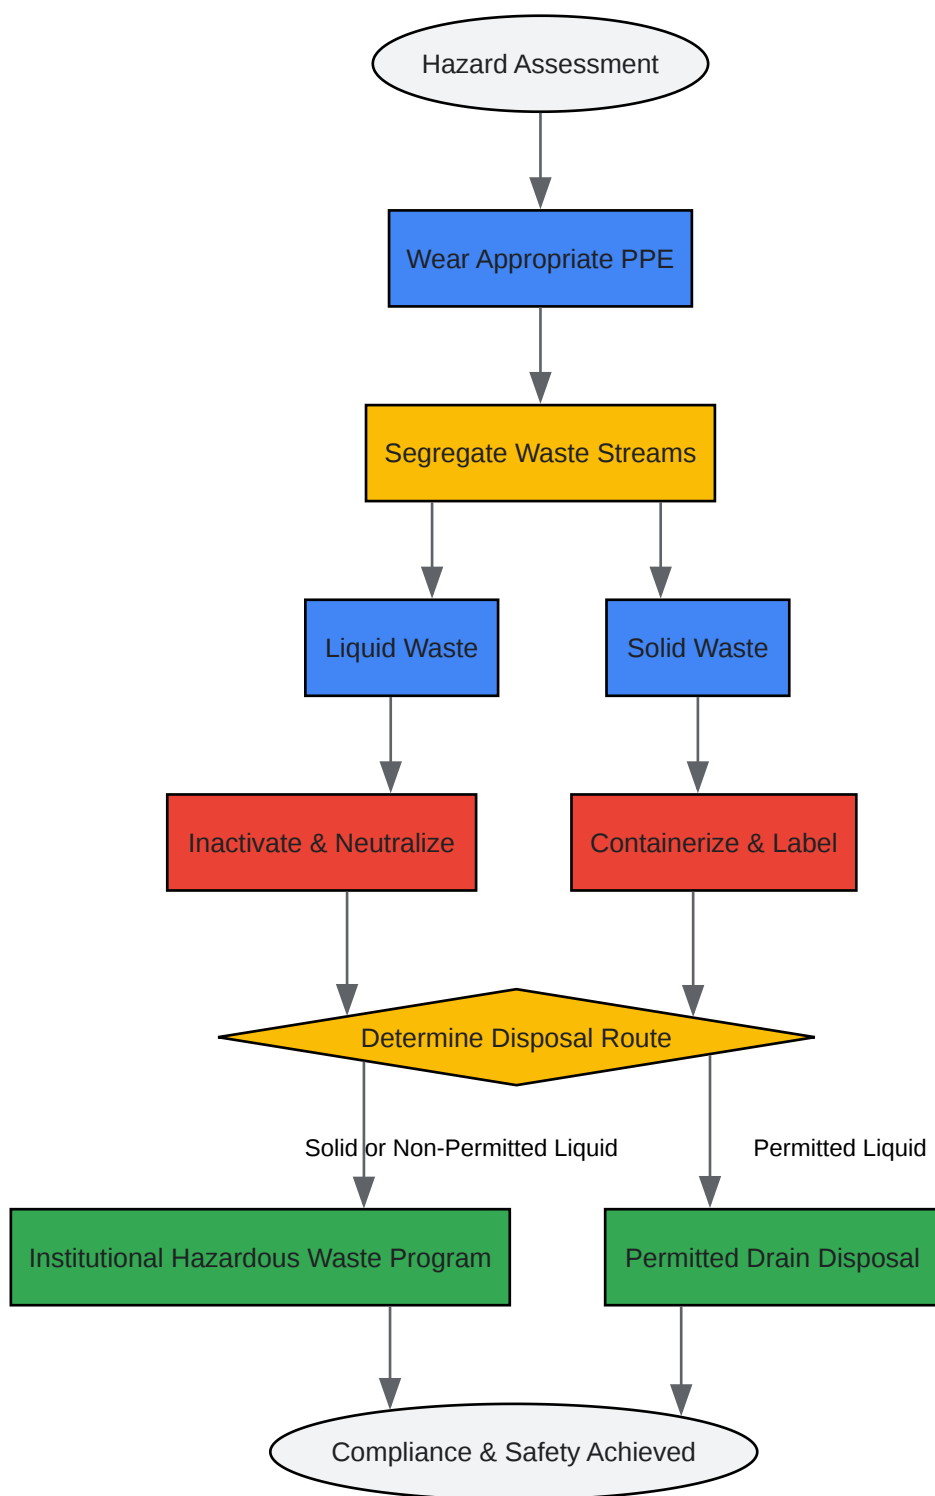 Hazard Assessment
Wear Appropriate PPE
Segregate Waste Streams
Liquid Waste
Solid Waste
Inactivate & Neutralize
Containerize & Label
Determine Disposal Route
Solid or Non-Permitted Liquid
Permitted Liquid
Institutional Hazardous Waste Program
Permitted Drain Disposal
Compliance & Safety Achieved